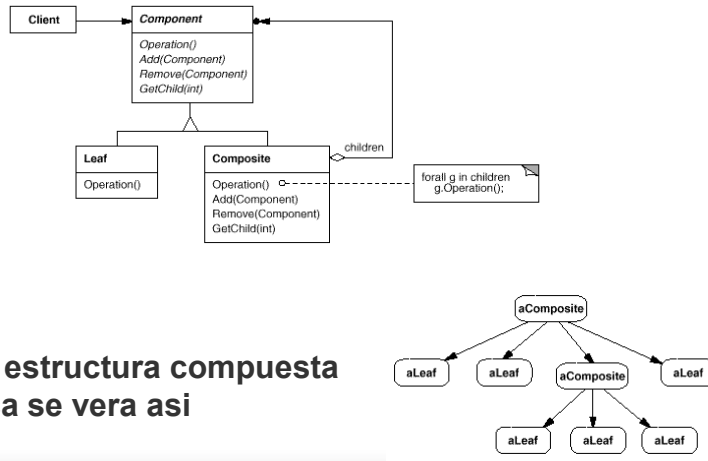 Client
Component
Operation()
Add(Component)
Remove(Component)
GetChild(int)
children
Leaf
Operation()
Composite
Operation()
Add(Component)
Remove(Component)
GetChild(int)
forall g in children
g.Operation();
aComposite
aLeaf
aLeaf
aComposite
aLeaf
aLeaf
aLeaf
aLeaf
estructura compuesta
a se vera asi